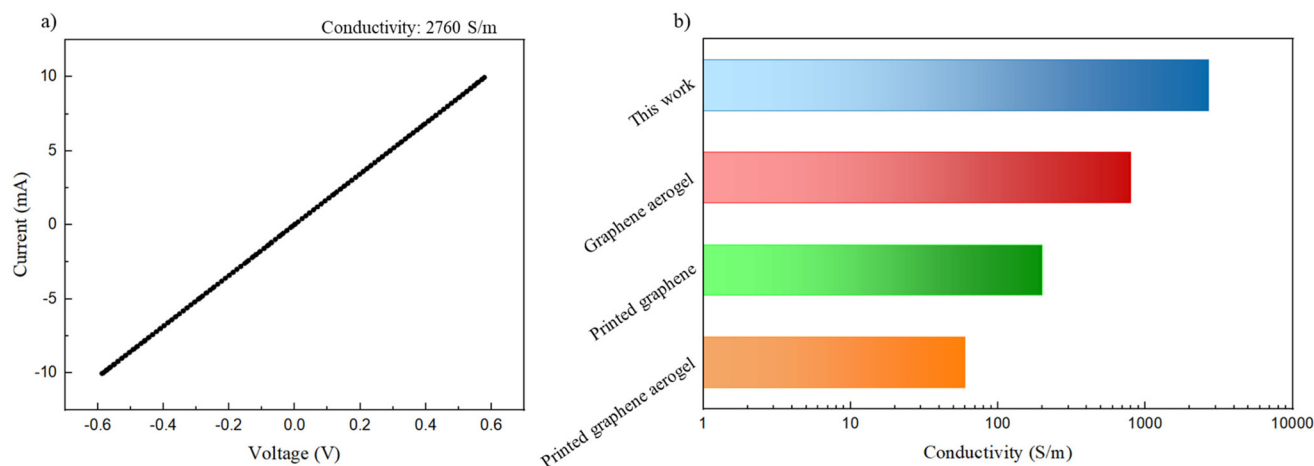 a)
Conductivity: 2760 S/m
10
5
0
-5
-10
Current (mA)
-0.6
-0.4
-0.2
0.0
0.2
0.4
0.6
Voltage (V)
b)
This work
Graphene aerogel
Printed graphene
Printed graphene aerogel
1
10
100
1000
10000
Conductivity (S/m)